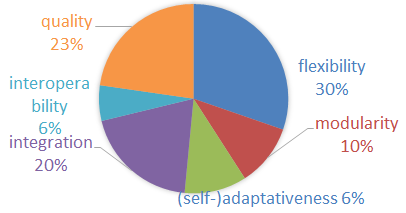 quality
23%
flexibility
30%
interopera
bility
6%
modularity
10%
integration
20%
(self-)adaptativeness 6%